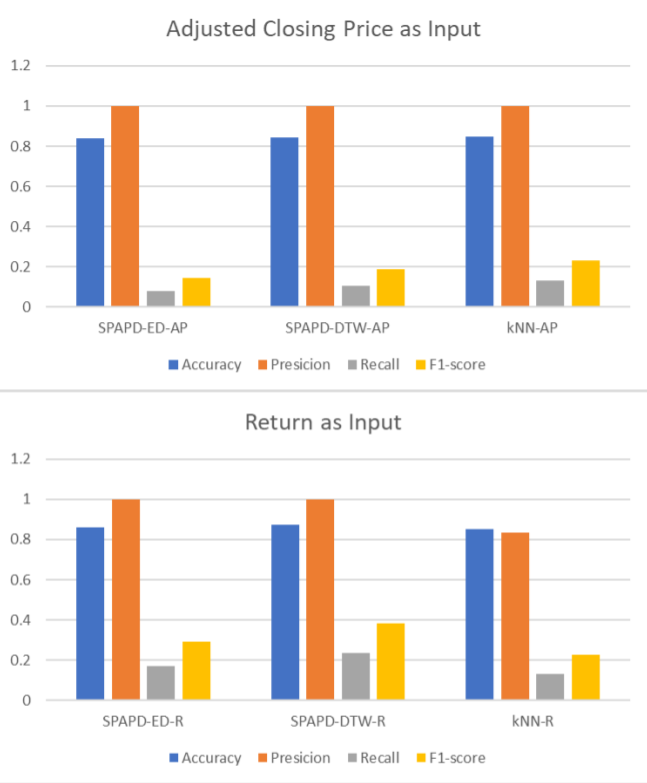 Adjusted Closing Price as Input
1.2
1
0.8
0.6
0.4
0.2
0
SPAPD-ED-AP SPAPD-DTW-AP kNN-AP
Accuracy Presicion Recall F1-score
Return as Input
1.2
1
0.8
0.6
0.4
0.2
0
SPAPD-ED-R SPAPD-DTW-R kNN-R
Accuracy Presicion Recall F1-score